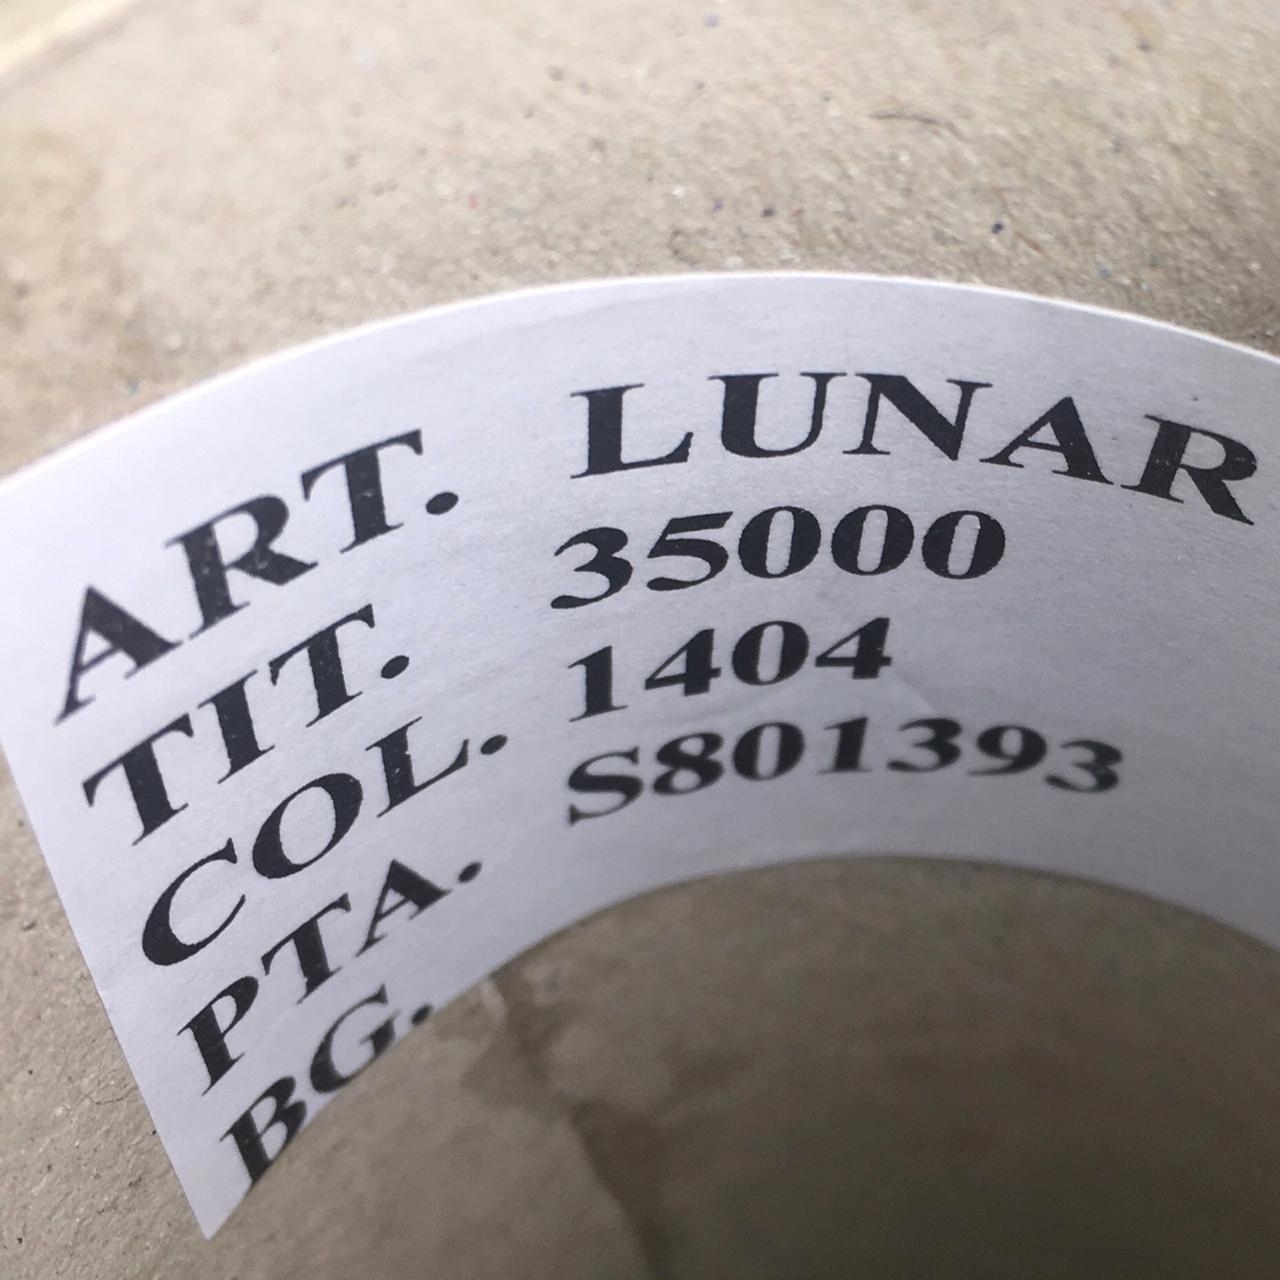 ART. LUNAR
TIT. 35000
COL. 1404
PTA. S801393
BG.